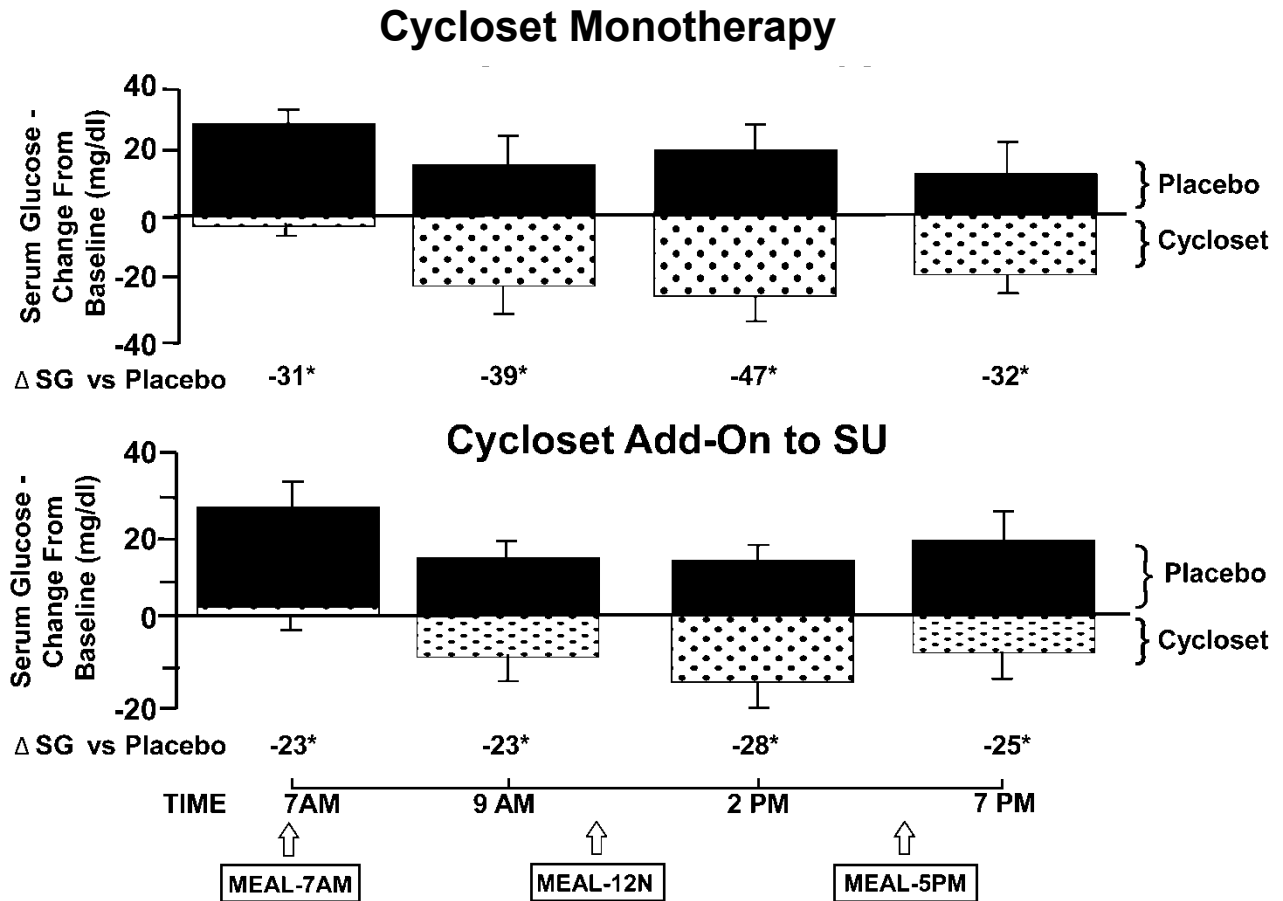 Cycloset Monotherapy
Serum Glucose -
Change From
Baseline (mg/dl)
40
20
0
-20
-40
Placebo
Cycloset
Δ SG vs Placebo -31* -39* -47* -32*
Cycloset Add-On to SU
Serum Glucose -
Change From
Baseline (mg/dl)
40
20
0
-20
Placebo
Cycloset
Δ SG vs Placebo -23* -23* -28* -25*
TIME 7AM 9 AM 2 PM 7 PM
MEAL-7AM MEAL-12N MEAL-5PM